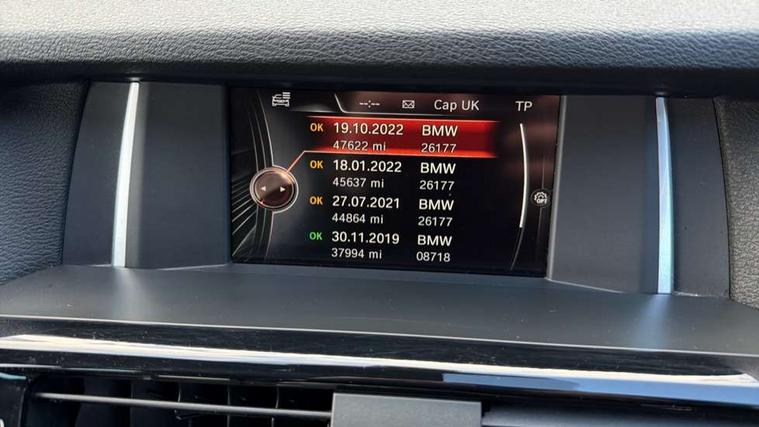 --:-- Cap UK TP
OK 19.10.2022 BMW
47622 mi 26177
OK 18.01.2022 BMW
45637 mi 26177
OK 27.07.2021 BMW
44864 mi 26177
OK 30.11.2019 BMW
37994 mi 08718